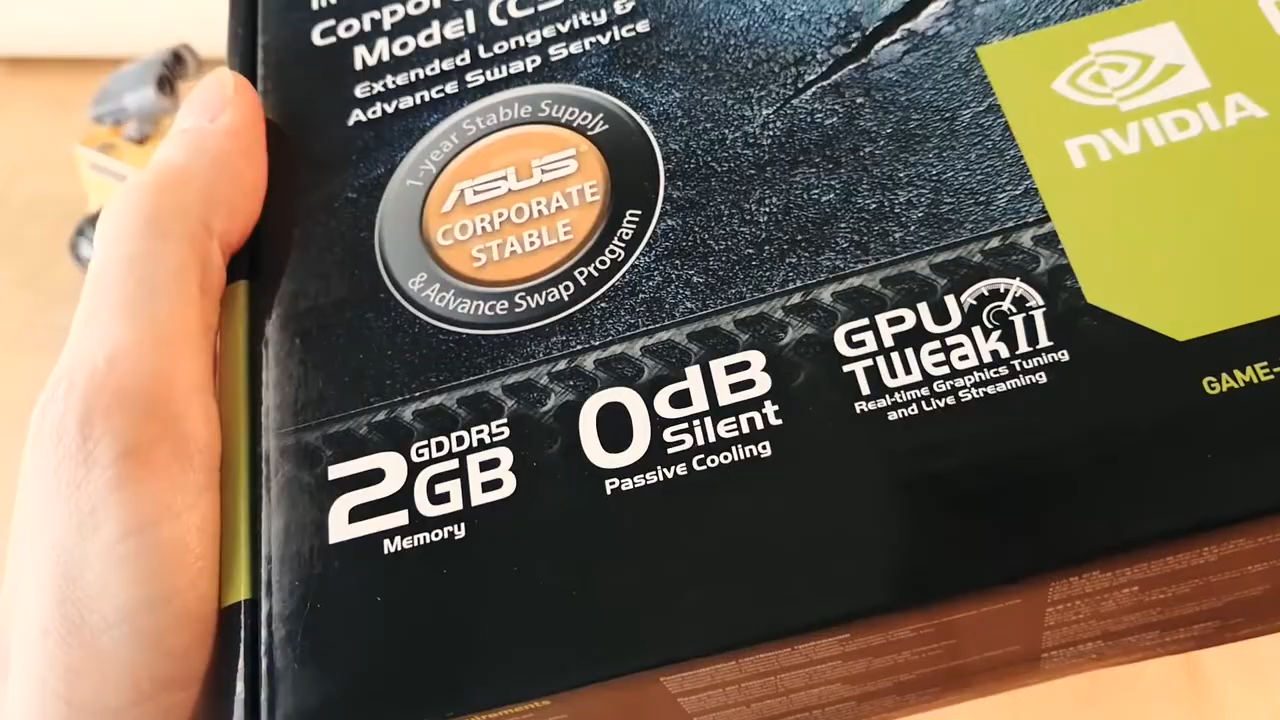 Model (CS
Extended Longevity &
Advance Swap Service
1-year Stable Supply
ASUS
CORPORATE
STABLE
& Advance Swap Program
NVIDIA
GPU
TWEAK II
Real-time Graphics Tuning
and Live Streaming
GAME-
0dB
Silent
Passive Cooling
2GB
GDDR5
Memory